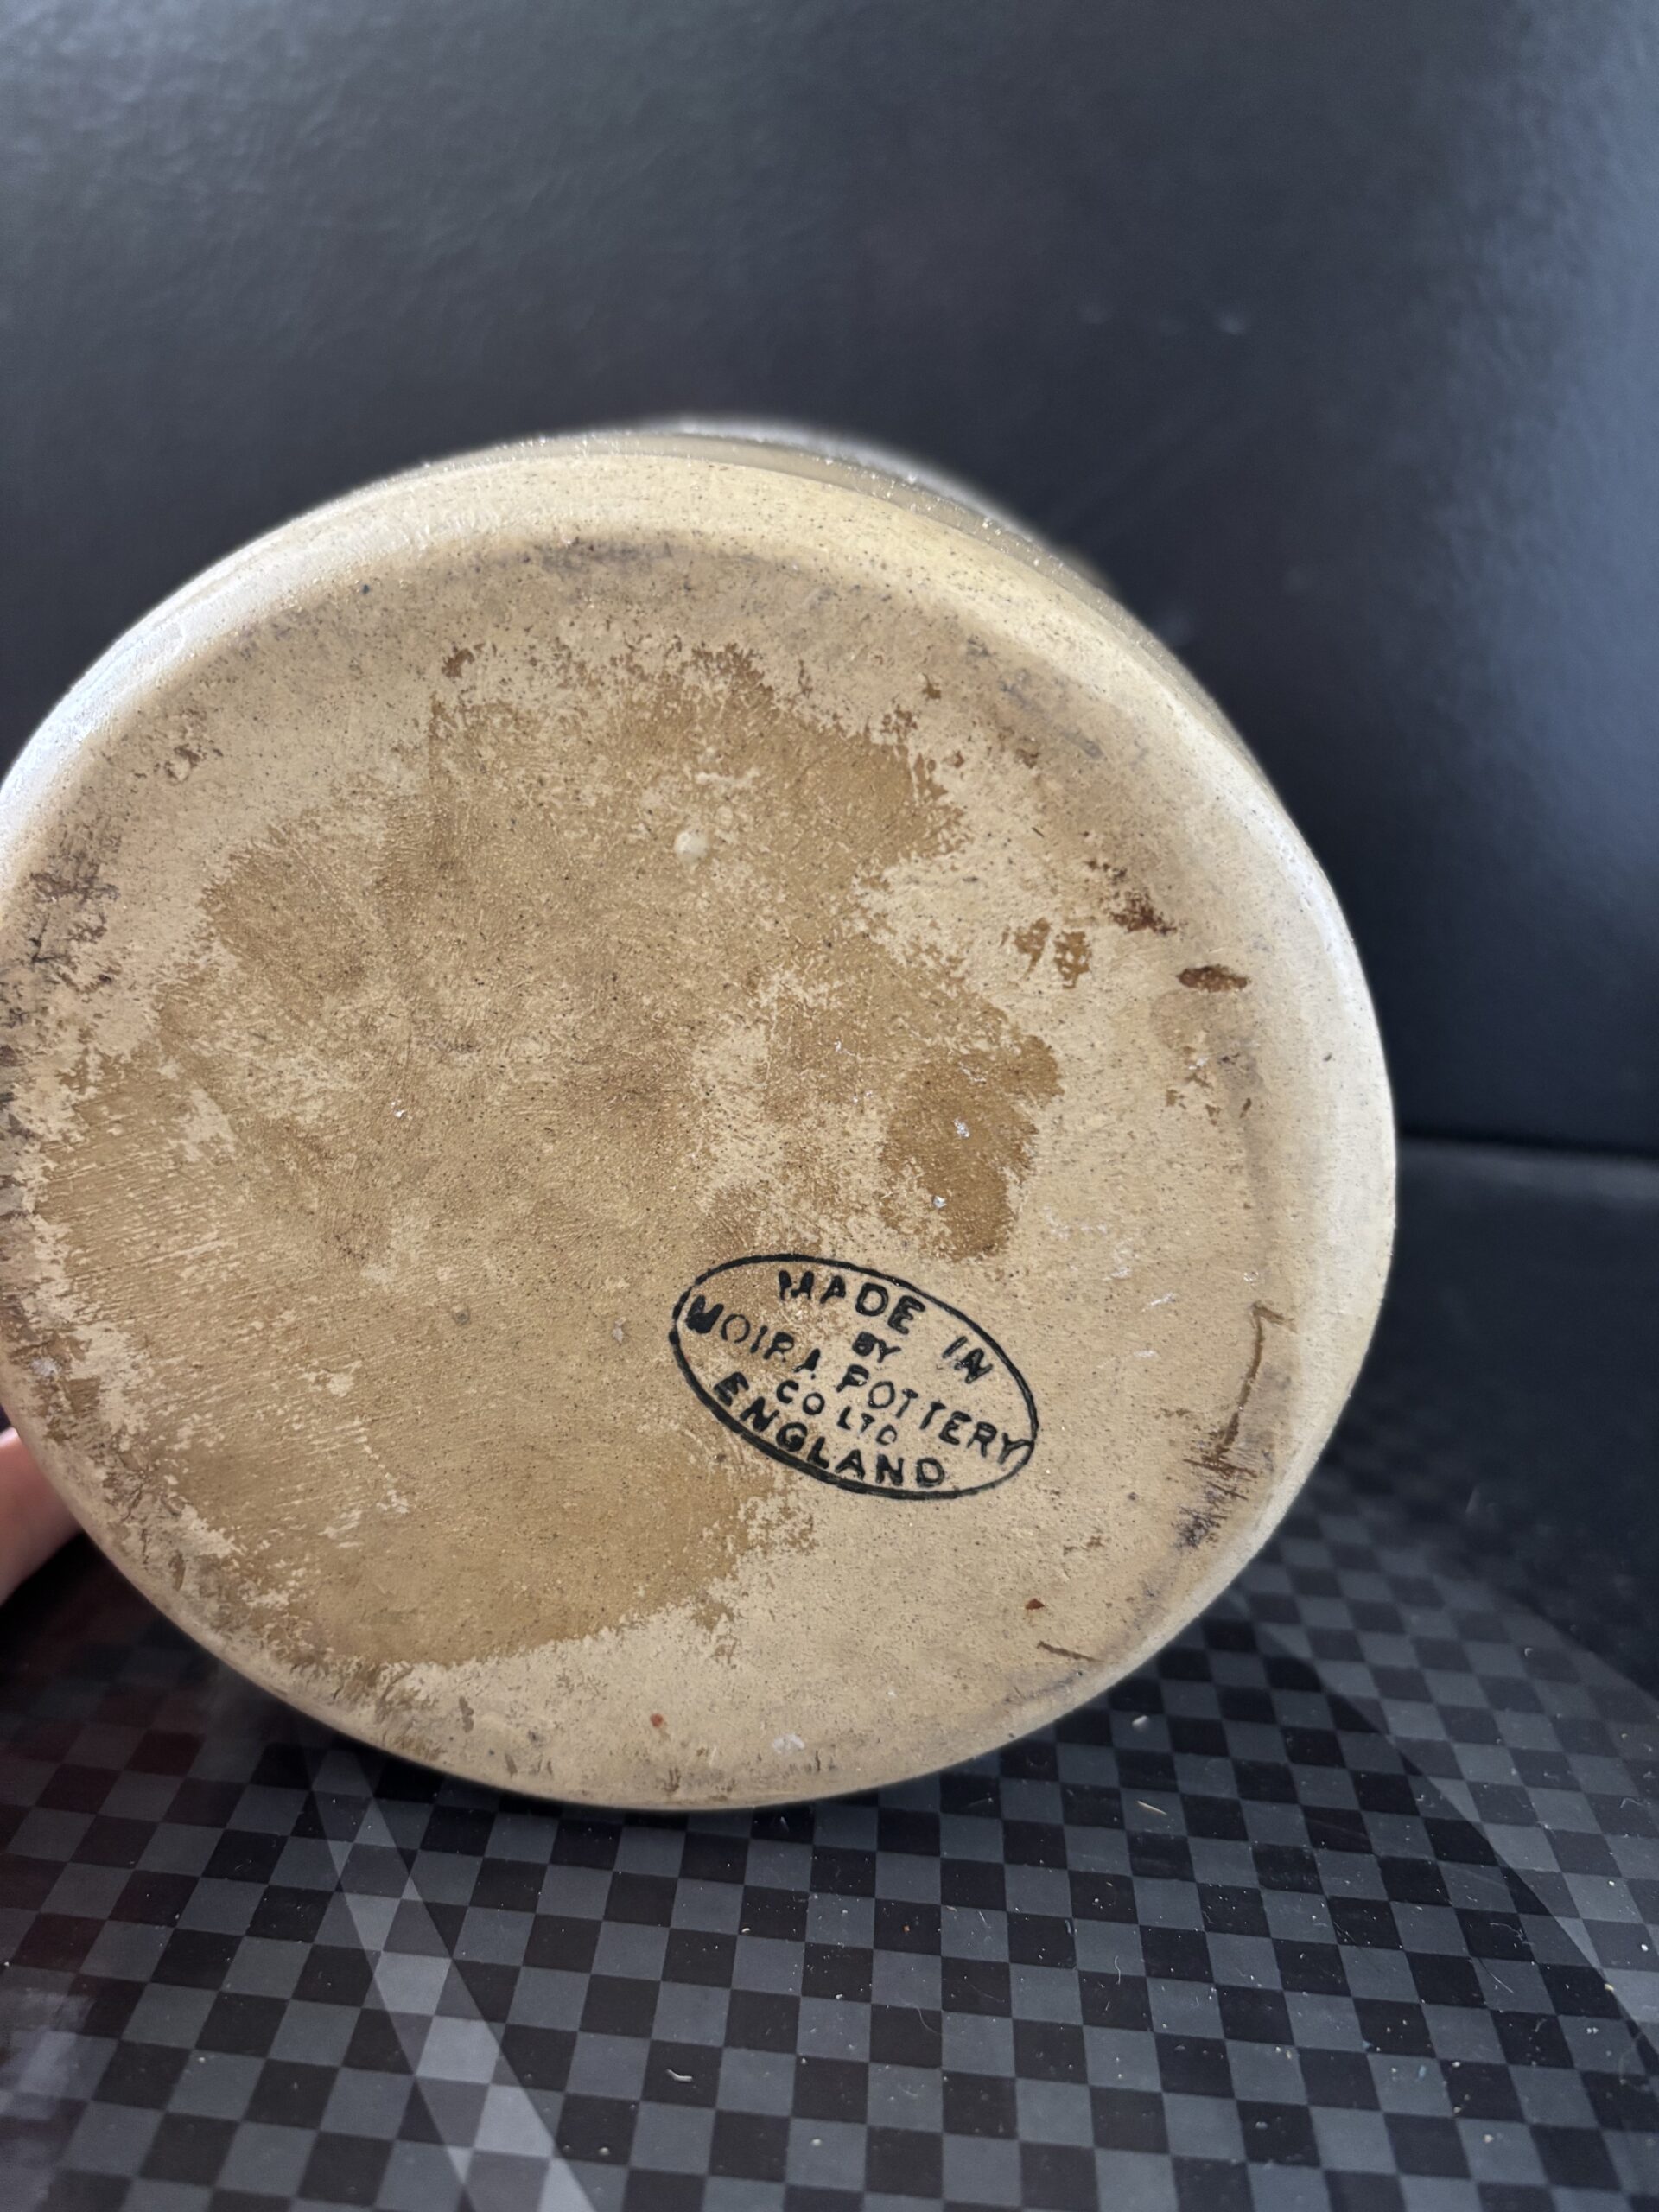 MADE IN
BY
MOIRA POTTERY
CO LTD
ENGLAND